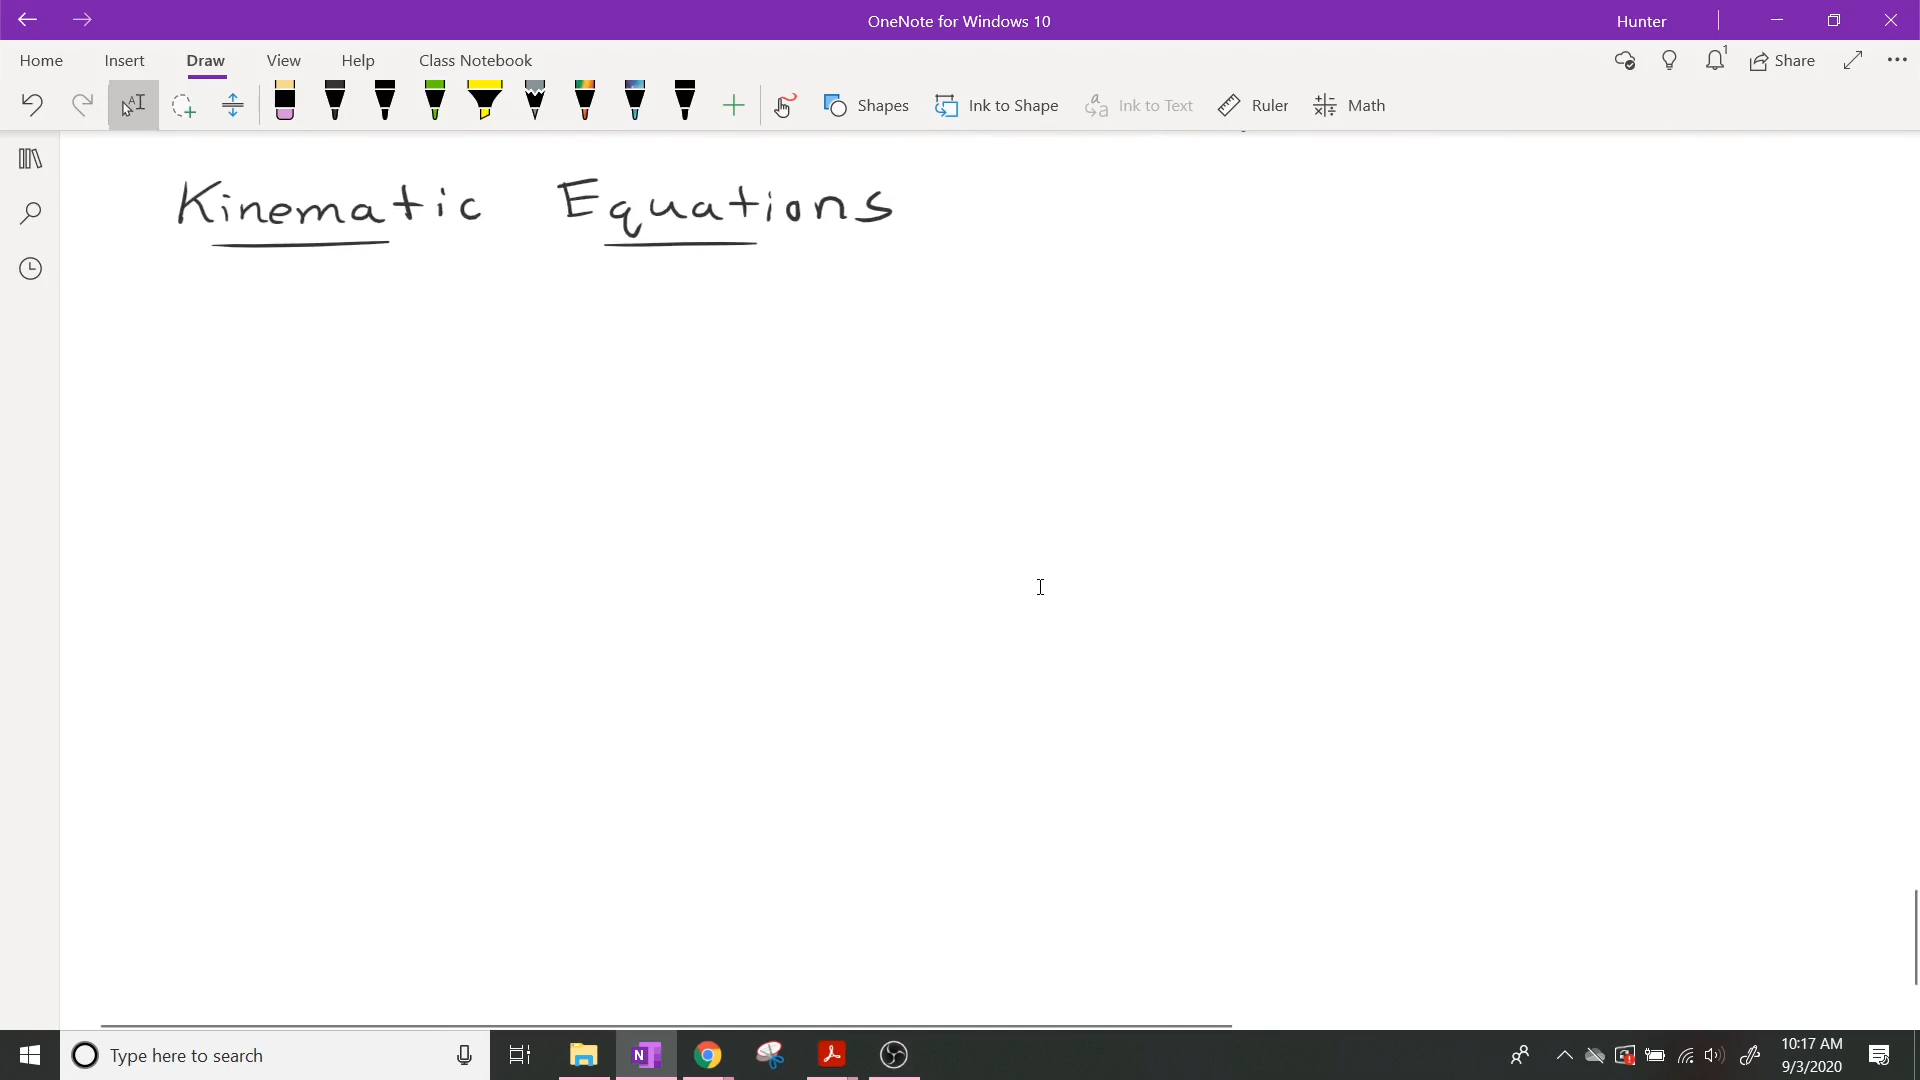 OneNote for Windows 10
Hunter
Home Insert Draw View Help Class Notebook
1
Share
Shapes Ink to Shape Ink to Text Ruler Math
Kinematic Equations
Type here to search
10:17 AM
9/3/2020